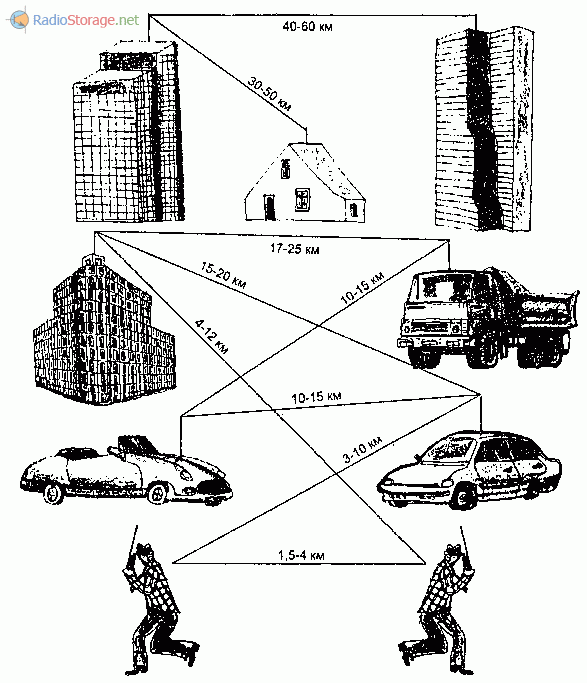 RadioStorage.net
40-60 км
30-50 км
17-25 км
15-20 км
10-15 км
4-12 км
10-15 км
3-10 км
1,5-4 км